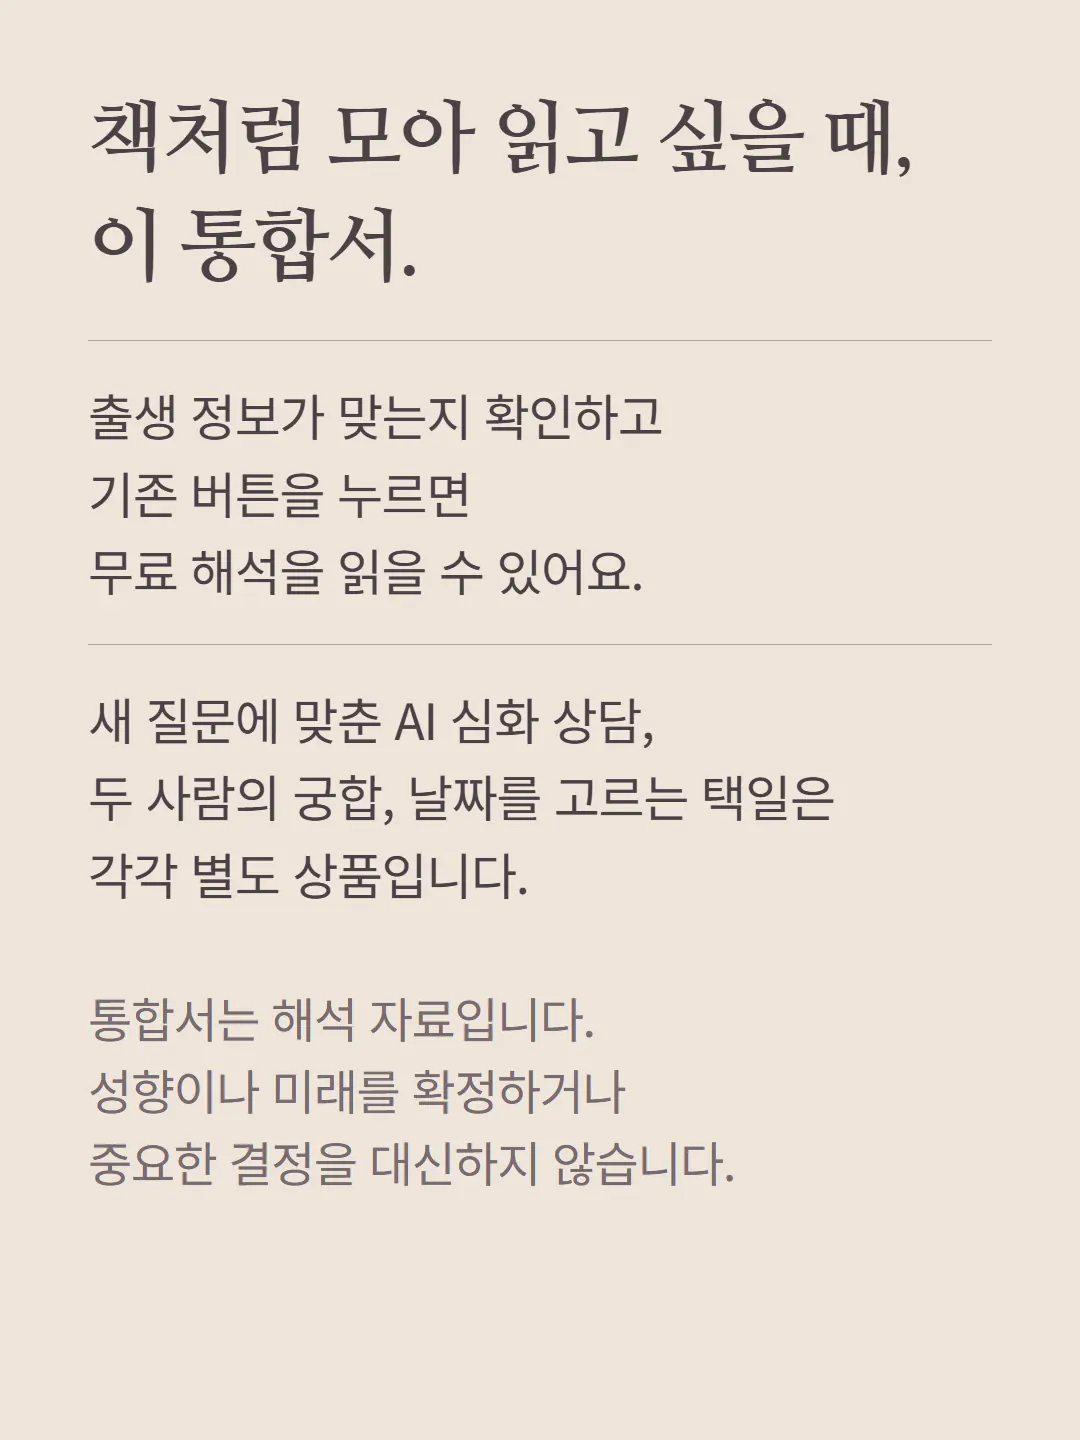 책처럼 모아 읽고 싶을 때,
이 통합서.
출생 정보가 맞는지 확인하고
기존 버튼을 누르면
무료 해석을 읽을 수 있어요.
새 질문에 맞춘 AI 심화 상담,
두 사람의 궁합, 날짜를 고르는 택일은
각각 별도 상품입니다.
통합서는 해석 자료입니다.
성향이나 미래를 확정하거나
중요한 결정을 대신하지 않습니다.